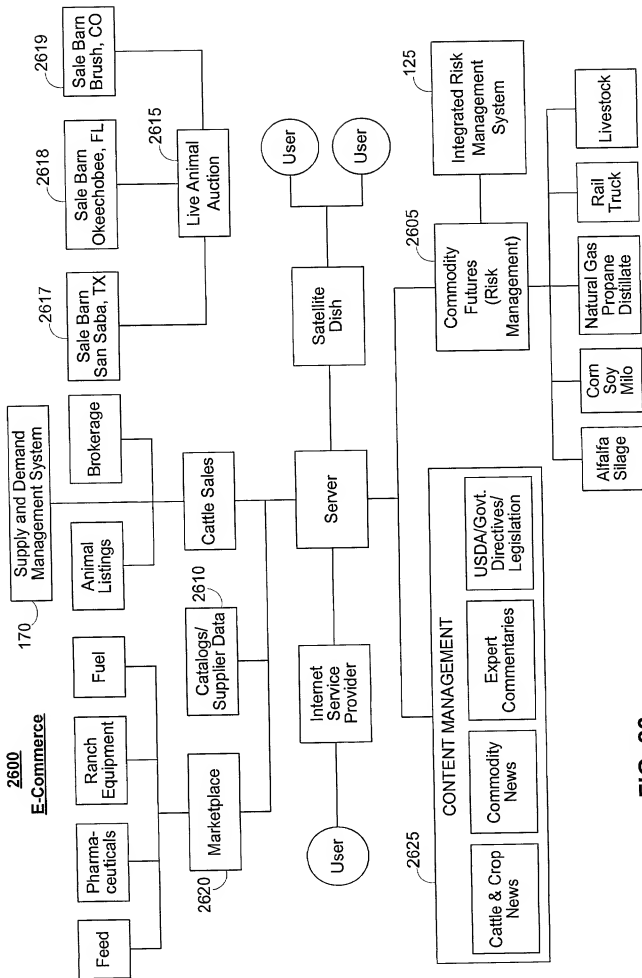 2600
E-Commerce
Supply and Demand
Management System
170
Feed
Pharma-
ceuticals
Ranch
Equipment
Fuel
Animal
Listings
Brokerage
2617
Sale Barn
San Saba, TX
2618
Sale Barn
Okeechobee, FL
2619
Sale Barn
Brush, CO
Marketplace
2620
Catalogs/
Supplier Data
2610
Cattle Sales
Live Animal
Auction
2615
User
Internet
Service
Provider
Server
Satellite
Dish
User
User
2625
CONTENT MANAGEMENT
Cattle & Crop
News
Commodity
News
Expert
Commentaries
USDA/Govt.
Directives/
Legislation
Commodity
Futures
(Risk
Management)
2605
Integrated Risk
Management
System
125
Alfalfa
Silage
Corn
Soy
Milo
Natural Gas
Propane
Distillate
Rail
Truck
Livestock
FIG. 26